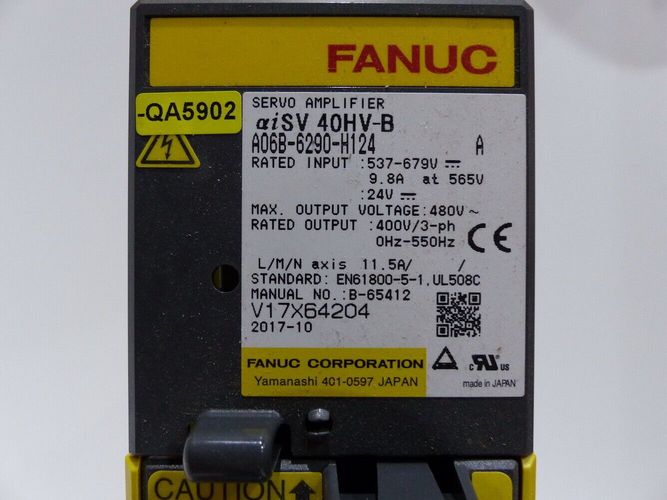 FANUC
-QA5902
SERVO AMPLIFIER
αiSV 40HV-B
A06B-6290-H124 A
RATED INPUT :537-679V ⎓
9.8A at 565V
:24V ⎓
MAX. OUTPUT VOLTAGE:480V ~
RATED OUTPUT :400V/3-ph
0Hz-550Hz CE
L/M/N axis 11.5A/ /
STANDARD: EN61800-5-1,UL508C
MANUAL NO.:B-65412
V17X64204
2017-10
FANUC CORPORATION
Yamanashi 401-0597 JAPAN
c RU US
made in JAPAN
CAUTION